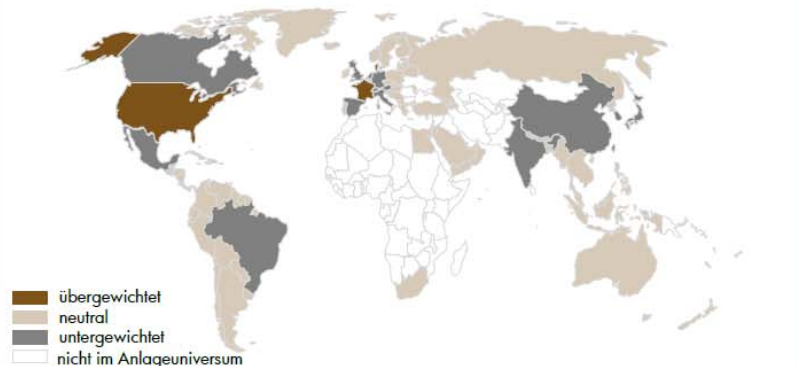 übergewichtet
neutral
untergewichtet
nicht im Anlageuniversum